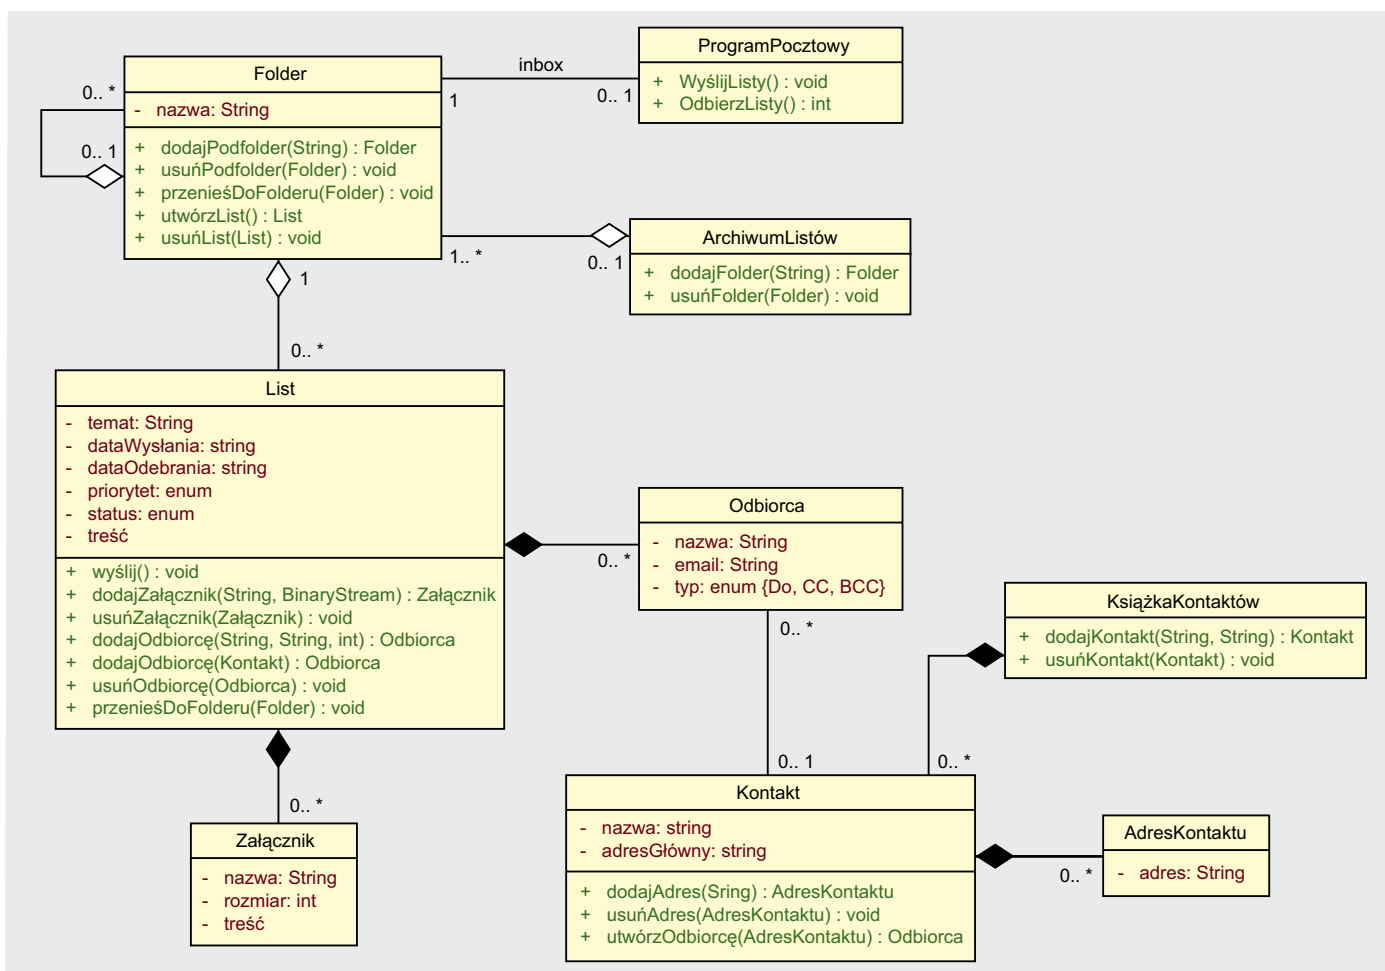 ProgramPocztowy
+ WyślijListy() : void
+ OdbierzListy() : int
inbox
1
0.. 1
Folder
- nazwa: String
+ dodajPodfolder(String) : Folder
+ usuńPodfolder(Folder) : void
+ przenieśDoFolderu(Folder) : void
+ utwórzList() : List
+ usuńList(List) : void
0.. *
0.. 1
1.. *
0.. 1
ArchiwumListów
+ dodajFolder(String) : Folder
+ usuńFolder(Folder) : void
1
0.. *
List
- temat: String
- dataWysłania: string
- dataOdebrania: string
- priorytet: enum
- status: enum
- treść
+ wyślij() : void
+ dodajZałącznik(String, BinaryStream) : Załącznik
+ usuńZałącznik(Załącznik) : void
+ dodajOdbiorcę(String, String, int) : Odbiorca
+ dodajOdbiorcę(Kontakt) : Odbiorca
+ usuńOdbiorcę(Odbiorca) : void
+ przenieśDoFolderu(Folder) : void
0.. *
Odbiorca
- nazwa: String
- email: String
- typ: enum {Do, CC, BCC}
0.. *
0.. 1
KsiążkaKontaktów
+ dodajKontakt(String, String) : Kontakt
+ usuńKontakt(Kontakt) : void
0.. *
0.. *
Załącznik
- nazwa: String
- rozmiar: int
- treść
Kontakt
- nazwa: string
- adresGłówny: string
+ dodajAdres(Sring) : AdresKontaktu
+ usuńAdres(AdresKontaktu) : void
+ utwórzOdbiorcę(AdresKontaktu) : Odbiorca
0.. *
AdresKontaktu
- adres: String